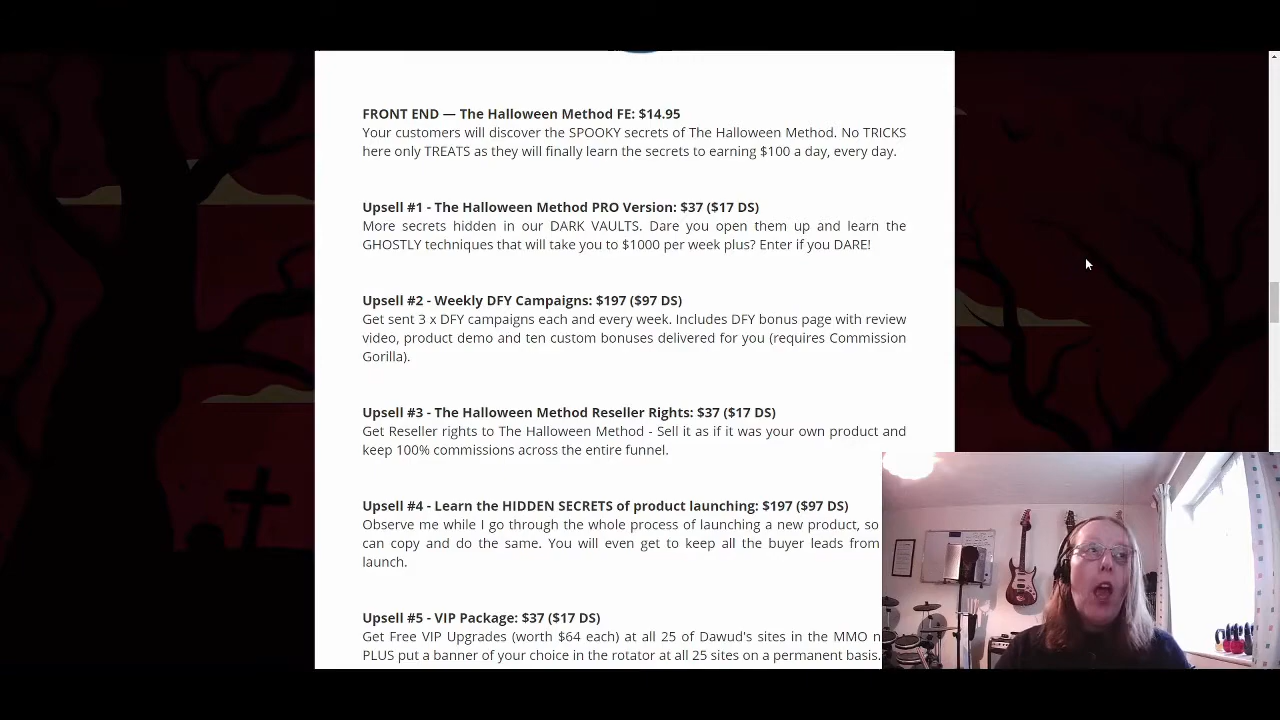 FRONT END — The Halloween Method FE: $14.95
Your customers will discover the SPOOKY secrets of The Halloween Method. No TRICKS
here only TREATS as they will finally learn the secrets to earning $100 a day, every day.
Upsell #1 - The Halloween Method PRO Version: $37 ($17 DS)
More secrets hidden in our DARK VAULTS. Dare you open them up and learn the
GHOSTLY techniques that will take you to $1000 per week plus? Enter if you DARE!
Upsell #2 - Weekly DFY Campaigns: $197 ($97 DS)
Get sent 3 x DFY campaigns each and every week. Includes DFY bonus page with review
video, product demo and ten custom bonuses delivered for you (requires Commission
Gorilla).
Upsell #3 - The Halloween Method Reseller Rights: $37 ($17 DS)
Get Reseller rights to The Halloween Method - Sell it as if it was your own product and
keep 100% commissions across the entire funnel.
Upsell #4 - Learn the HIDDEN SECRETS of product launching: $197 ($97 DS)
Observe me while I go through the whole process of launching a new product, so
can copy and do the same. You will even get to keep all the buyer leads from
launch.
Upsell #5 - VIP Package: $37 ($17 DS)
Get Free VIP Upgrades (worth $64 each) at all 25 of Dawud's sites in the MMO n
PLUS put a banner of your choice in the rotator at all 25 sites on a permanent basis.